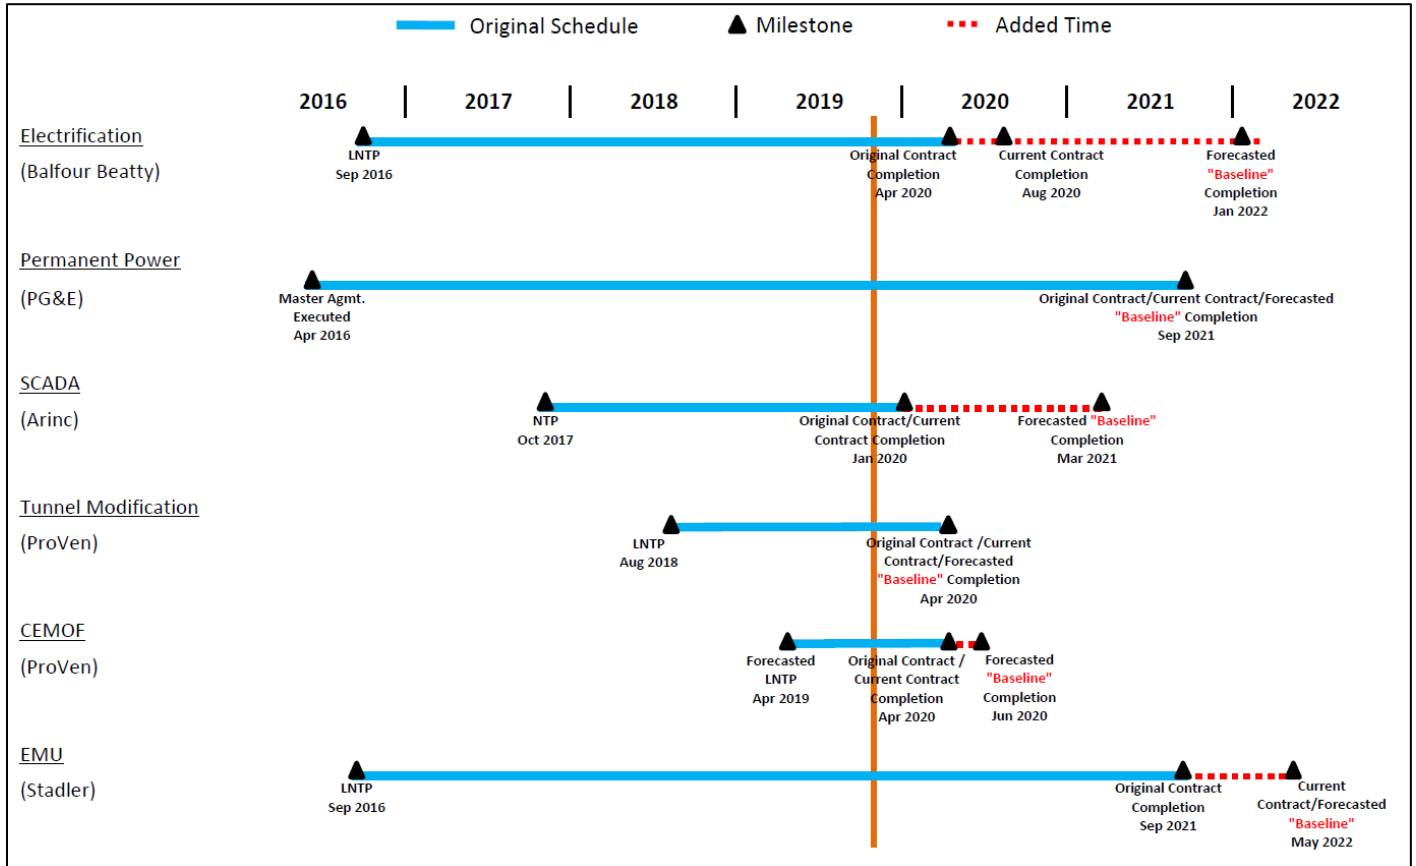 Original Schedule Milestone Added Time
2016 2017 2018 2019 2020 2021 2022
Electrification
(Balfour Beatty)
LNTP
Sep 2016
Original Contract
Completion
Apr 2020
Current Contract
Completion
Aug 2020
Forecasted
"Baseline"
Completion
Jan 2022
Permanent Power
(PG&E)
Master Agmt.
Executed
Apr 2016
Original Contract/Current Contract/Forecasted
"Baseline" Completion
Sep 2021
SCADA
(Arinc)
NTP
Oct 2017
Original Contract/Current
Contract Completion
Jan 2020
Forecasted "Baseline"
Completion
Mar 2021
Tunnel Modification
(ProVen)
LNTP
Aug 2018
Original Contract /Current
Contract/Forecasted
"Baseline" Completion
Apr 2020
CEMOF
(ProVen)
Forecasted
LNTP
Apr 2019
Original Contract /
Current Contract
Completion
Apr 2020
Forecasted
"Baseline"
Completion
Jun 2020
EMU
(Stadler)
LNTP
Sep 2016
Original Contract
Completion
Sep 2021
Current
Contract/Forecasted
"Baseline"
May 2022